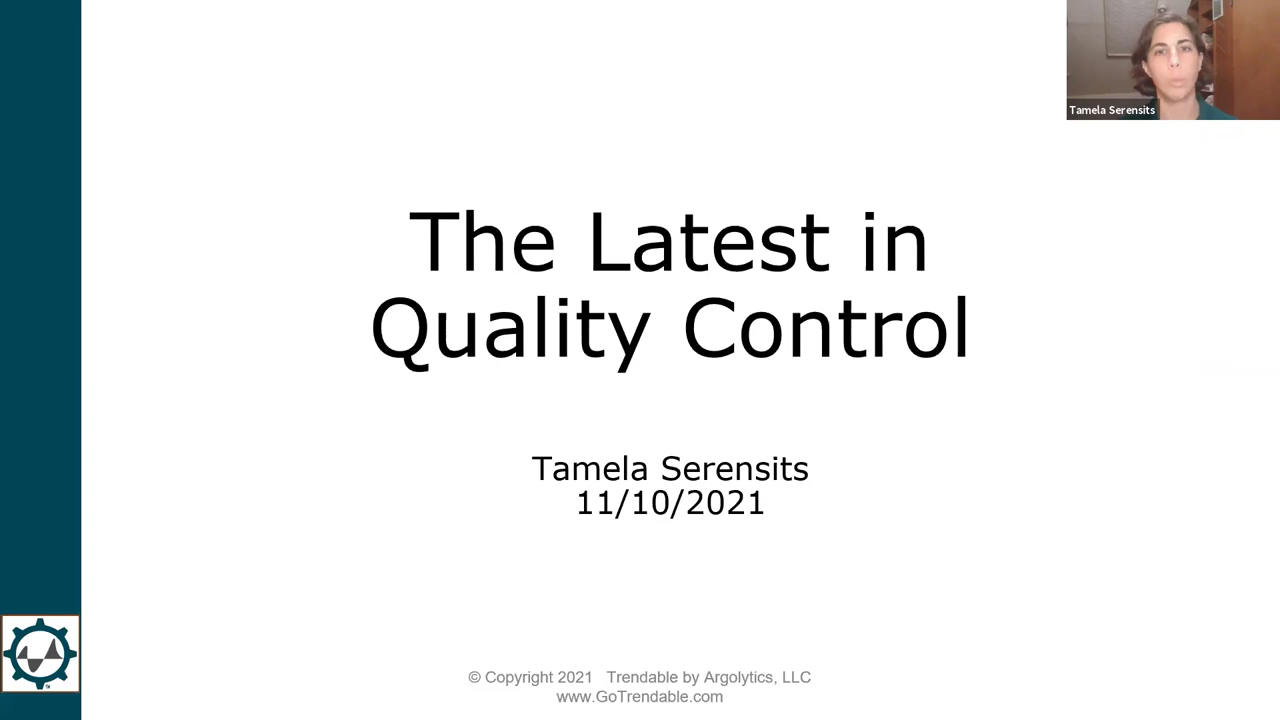 Tamela Serensits
The Latest in
Quality Control
Tamela Serensits
11/10/2021
© Copyright 2021 Trendable by Argolytics, LLC
www.GoTrendable.com